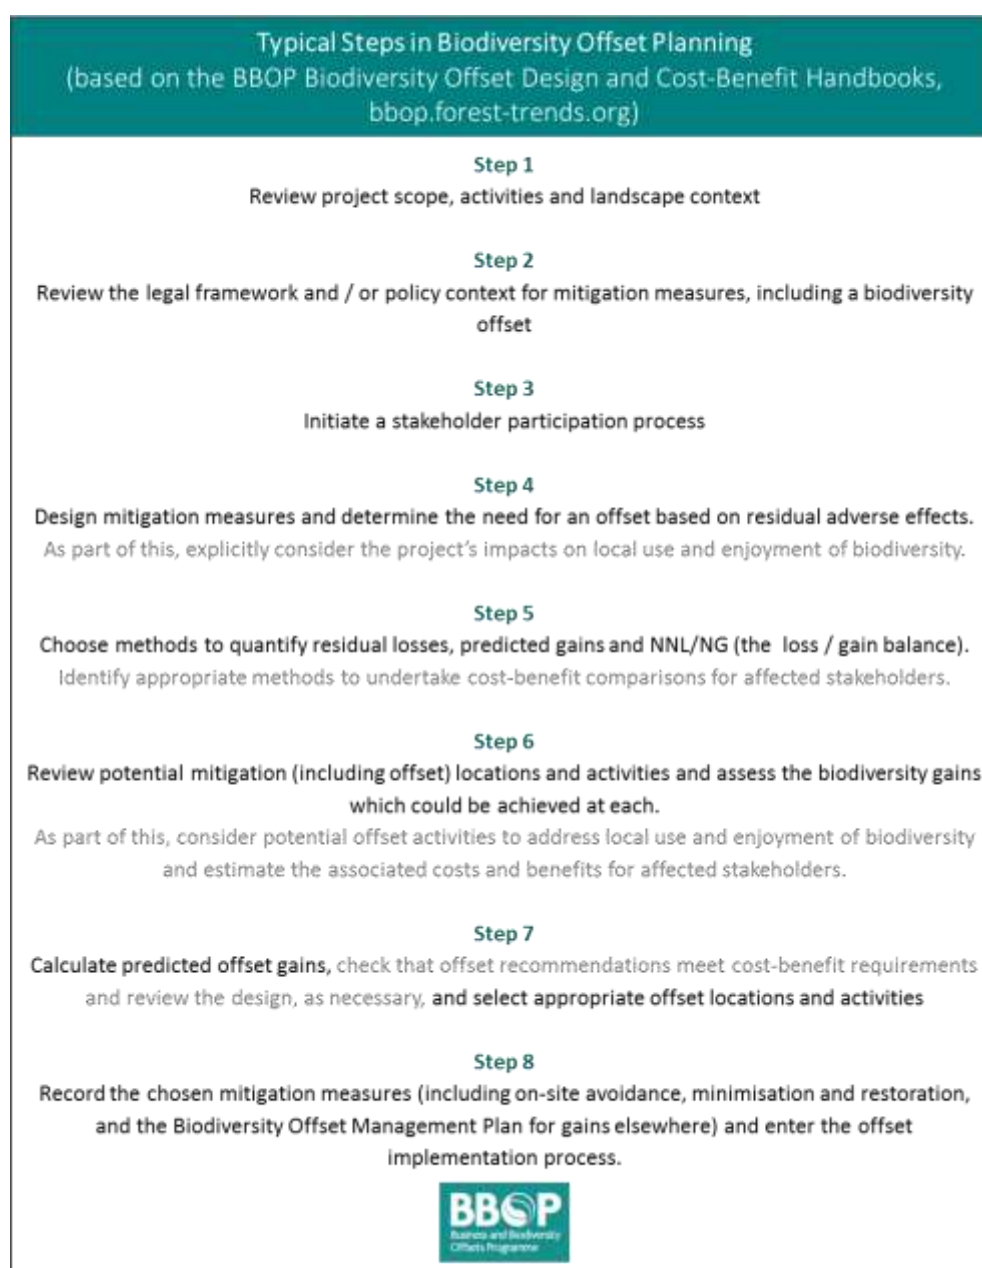 Typical Steps in Biodiversity Offset Planning
(based on the BBOP Biodiversity Offset Design and Cost-Benefit Handbooks,
bbop.forest-trends.org)
Step 1
Review project scope, activities and landscape context
Step 2
Review the legal framework and / or policy context for mitigation measures, including a biodiversity
offset
Step 3
Initiate a stakeholder participation process
Step 4
Design mitigation measures and determine the need for an offset based on residual adverse effects.
As part of this, explicitly consider the project's impacts on local use and enjoyment of biodiversity.
Step 5
Choose methods to quantify residual losses, predicted gains and NNL/NG (the loss / gain balance).
Identify appropriate methods to undertake cost-benefit comparisons for affected stakeholders.
Step 6
Review potential mitigation (including offset) locations and activities and assess the biodiversity gains
which could be achieved at each.
As part of this, consider potential offset activities to address local use and enjoyment of biodiversity
and estimate the associated costs and benefits for affected stakeholders.
Step 7
Calculate predicted offset gains, check that offset recommendations meet cost-benefit requirements
and review the design, as necessary, and select appropriate offset locations and activities
Step 8
Record the chosen mitigation measures (including on-site avoidance, minimisation and restoration,
and the Biodiversity Offset Management Plan for gains elsewhere) and enter the offset
implementation process.
BBOP
Business and Biodiversity
Offsets Programme